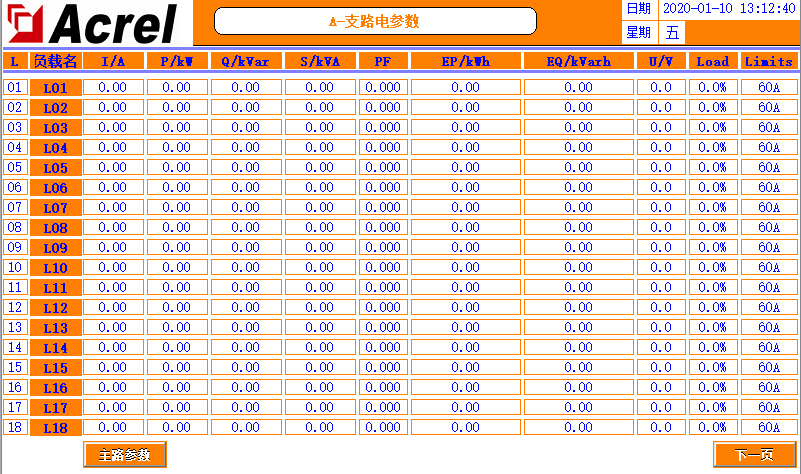 Acrel
A-支路电参数
日期 2020-01-10 13:12:40
星期 五
L 负载名 I/A P/kW Q/kVar S/kVA PF EP/kWh EQ/kVarh U/V Load Limits
01 L01 0.00 0.00 0.00 0.00 0.000 0.00 0.00 0.0 0.0% 60A
02 L02 0.00 0.00 0.00 0.00 0.000 0.00 0.00 0.0 0.0% 60A
03 L03 0.00 0.00 0.00 0.00 0.000 0.00 0.00 0.0 0.0% 60A
04 L04 0.00 0.00 0.00 0.00 0.000 0.00 0.00 0.0 0.0% 60A
05 L05 0.00 0.00 0.00 0.00 0.000 0.00 0.00 0.0 0.0% 60A
06 L06 0.00 0.00 0.00 0.00 0.000 0.00 0.00 0.0 0.0% 60A
07 L07 0.00 0.00 0.00 0.00 0.000 0.00 0.00 0.0 0.0% 60A
08 L08 0.00 0.00 0.00 0.00 0.000 0.00 0.00 0.0 0.0% 60A
09 L09 0.00 0.00 0.00 0.00 0.000 0.00 0.00 0.0 0.0% 60A
10 L10 0.00 0.00 0.00 0.00 0.000 0.00 0.00 0.0 0.0% 60A
11 L11 0.00 0.00 0.00 0.00 0.000 0.00 0.00 0.0 0.0% 60A
12 L12 0.00 0.00 0.00 0.00 0.000 0.00 0.00 0.0 0.0% 60A
13 L13 0.00 0.00 0.00 0.00 0.000 0.00 0.00 0.0 0.0% 60A
14 L14 0.00 0.00 0.00 0.00 0.000 0.00 0.00 0.0 0.0% 60A
15 L15 0.00 0.00 0.00 0.00 0.000 0.00 0.00 0.0 0.0% 60A
16 L16 0.00 0.00 0.00 0.00 0.000 0.00 0.00 0.0 0.0% 60A
17 L17 0.00 0.00 0.00 0.00 0.000 0.00 0.00 0.0 0.0% 60A
18 L18 0.00 0.00 0.00 0.00 0.000 0.00 0.00 0.0 0.0% 60A
主路参数 下一页